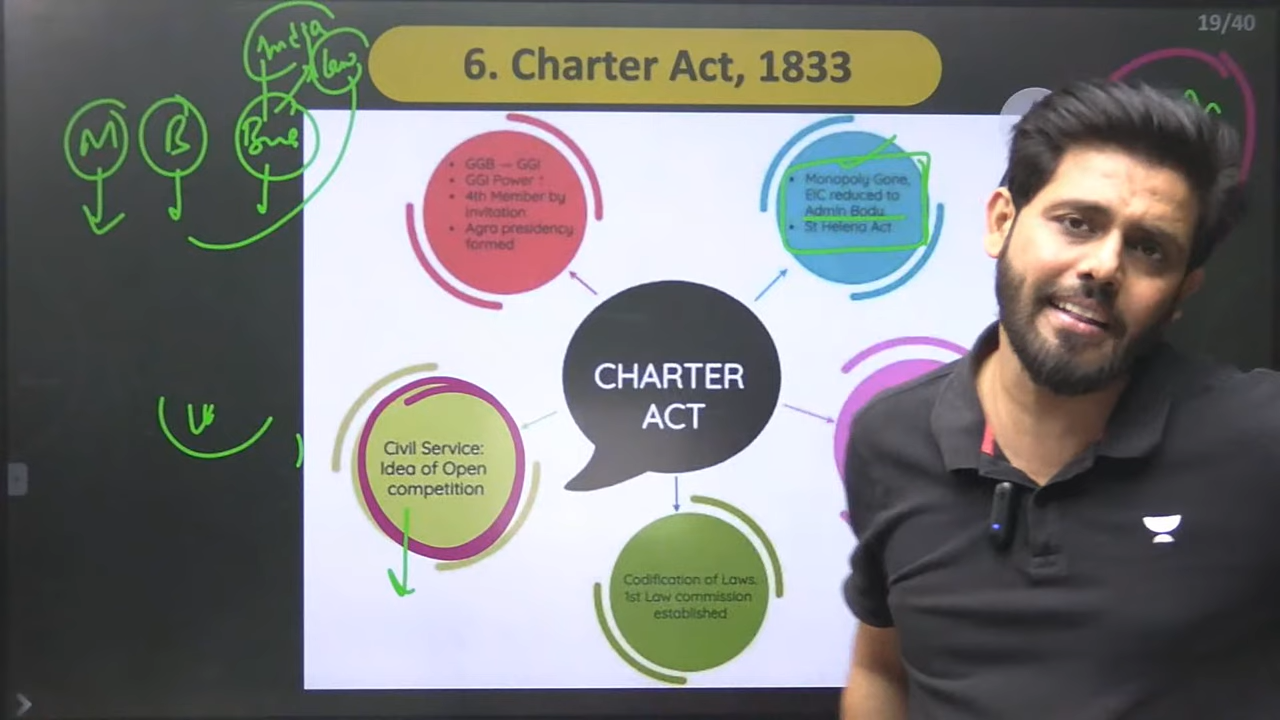 19/40
6. Charter Act, 1833
India
Law
M
B
Ben
• GGB — GGI
• GGI Power ↑
• 4th Member by
Invitation
• Agra presidency
formed
• Monopoly Gone,
EIC reduced to
Admin Body
• St Helena Act
CHARTER
ACT
Civil Service:
Idea of Open
competition
Codification of Laws.
1st Law commission
established